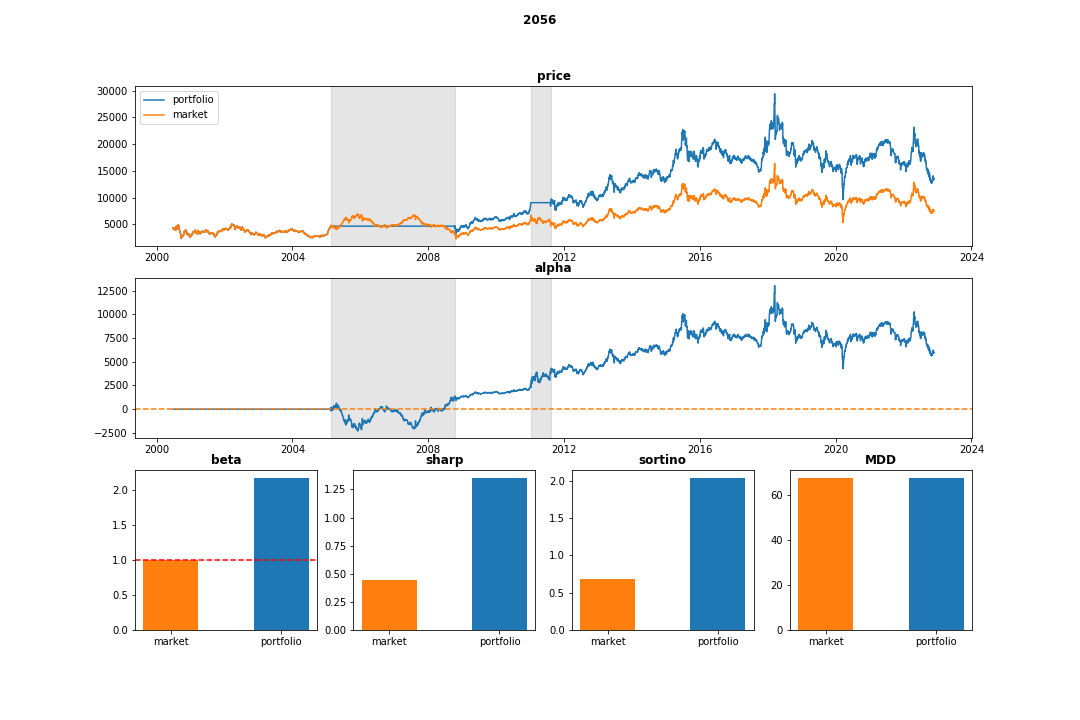 2056
price
30000
25000
20000
15000
10000
5000
portfolio
market
2000 2004 2008 2012 2016 2020 2024
alpha
12500
10000
7500
5000
2500
0
−2500
2000 2004 2008 2012 2016 2020 2024
beta
2.0
1.5
1.0
0.5
0.0
market portfolio
sharp
1.25
1.00
0.75
0.50
0.25
0.00
market portfolio
sortino
2.0
1.5
1.0
0.5
0.0
market portfolio
MDD
60
40
20
0
market portfolio